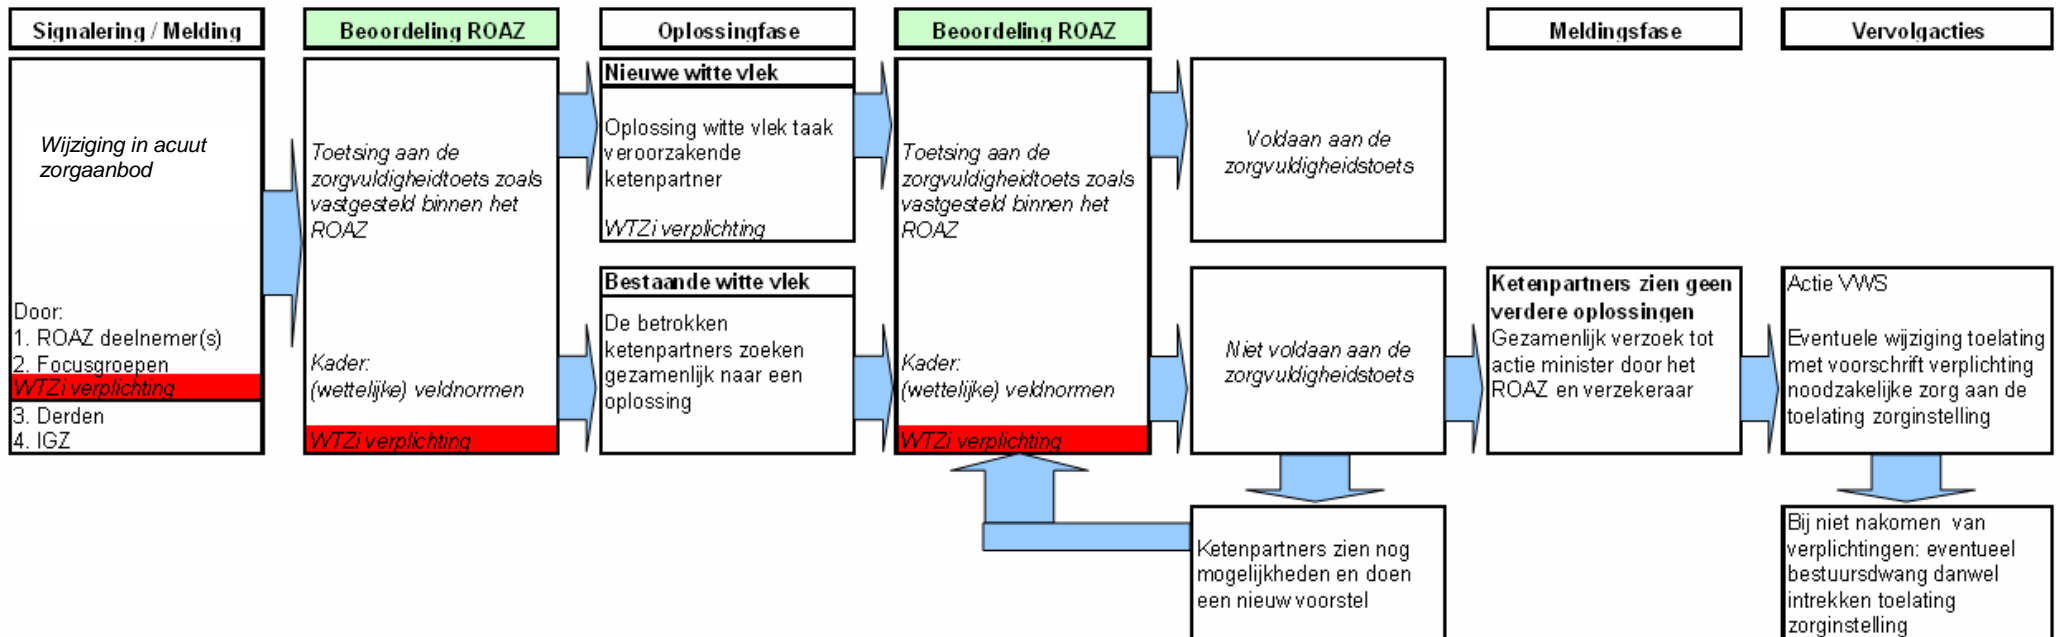 Signalering / Melding
Beoordeling ROAZ
Oplossingfase
Beoordeling ROAZ
Meldingsfase
Vervolgacties
Wijziging in acuut
zorgaanbod
Door:
1. ROAZ deelnemer(s)
2. Focusgroepen
WTZi verplichting
3. Derden
4. IGZ
Toetsing aan de
zorgvuldigheidtoets zoals
vastgesteld binnen het
ROAZ
Kader:
(wettelijke) veldnormen
WTZi verplichting
Nieuwe witte vlek
Oplossing witte vlek taak
veroorzakende
ketenpartner
WTZi verplichting
Bestaande witte vlek
De betrokken
ketenpartners zoeken
gezamenlijk naar een
oplossing
Toetsing aan de
zorgvuldigheidtoets zoals
vastgesteld binnen het
ROAZ
Kader:
(wettelijke) veldnormen
WTZi verplichting
Voldaan aan de
zorgvuldigheidstoets
Niet voldaan aan de
zorgvuldigheidstoets
Ketenpartners zien nog
mogelijkheden en doen
een nieuw voorstel
Ketenpartners zien geen
verdere oplossingen
Gezamenlijk verzoek tot
actie minister door het
ROAZ en verzekeraar
Actie VWS
Eventuele wijziging toelating
met voorschrift verplichting
noodzakelijke zorg aan de
toelating zorginstelling
Bij niet nakomen van
verplichtingen: eventueel
bestuursdwang danwel
intrekken toelating
zorginstelling